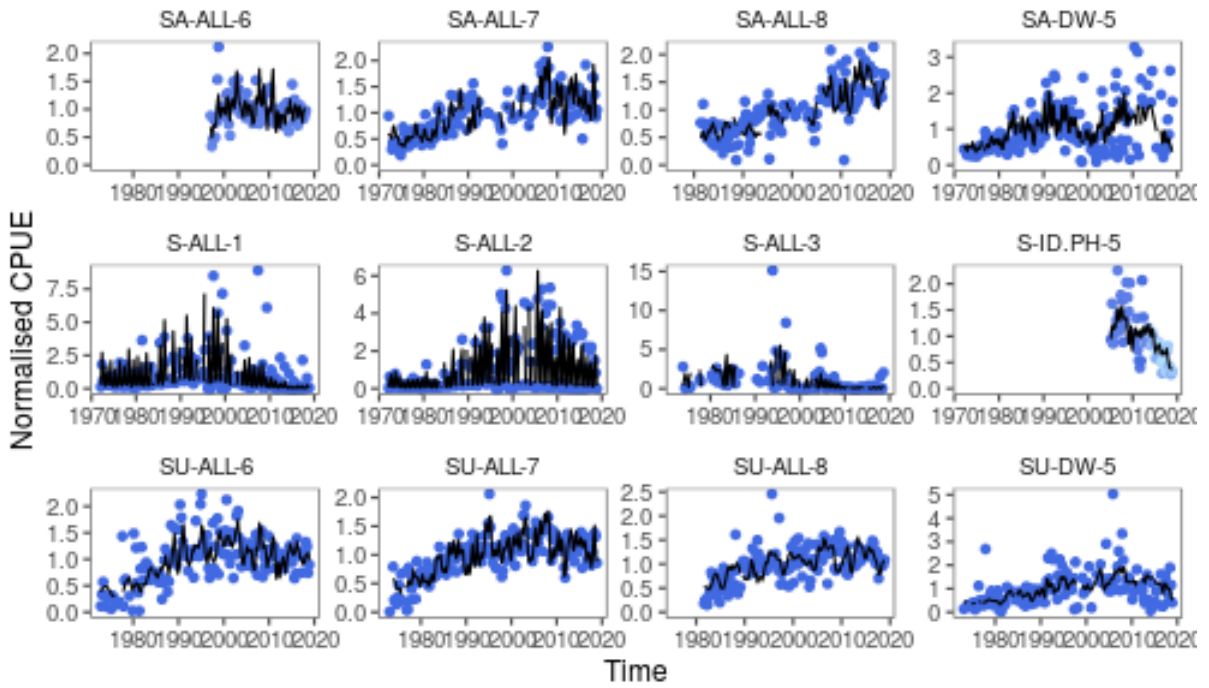 SA-ALL-6 SA-ALL-7 SA-ALL-8 SA-DW-5
2.0 2.0 2.0 3
1.5 1.5 1.5 2
1.0 1.0 1.0 1
0.5 0.5 0.5
0.0 0.0 0.0 0
1980 1990 2000 2010 2020 1970 1980 1990 2000 2010 2020 1980 1990 2000 2010 2020 1970 1980 1990 2000 2010 2020
Normalised CPUE
S-ALL-1 S-ALL-2 S-ALL-3 S-ID.PH-5
7.5 6 15 2.0
5.0 4 10 1.5
2.5 2 5 1.0
0.5
0.0 0 0 0.0
1970 1980 1990 2000 2010 2020 1970 1980 1990 2000 2010 2020 1980 1990 2000 2010 2020 1970 1980 1990 2000 2010 2020
SU-ALL-6 SU-ALL-7 SU-ALL-8 SU-DW-5
2.0 2.0 2.5 5
1.5 1.5 2.0 4
1.0 1.0 1.5 3
0.5 0.5 1.0 2
0.0 0.0 0.5 1
0.0 0
1980 1990 2000 2010 2020 1980 1990 2000 2010 2020 1980 1990 2000 2010 2020 1980 1990 2000 2010 2020
Time